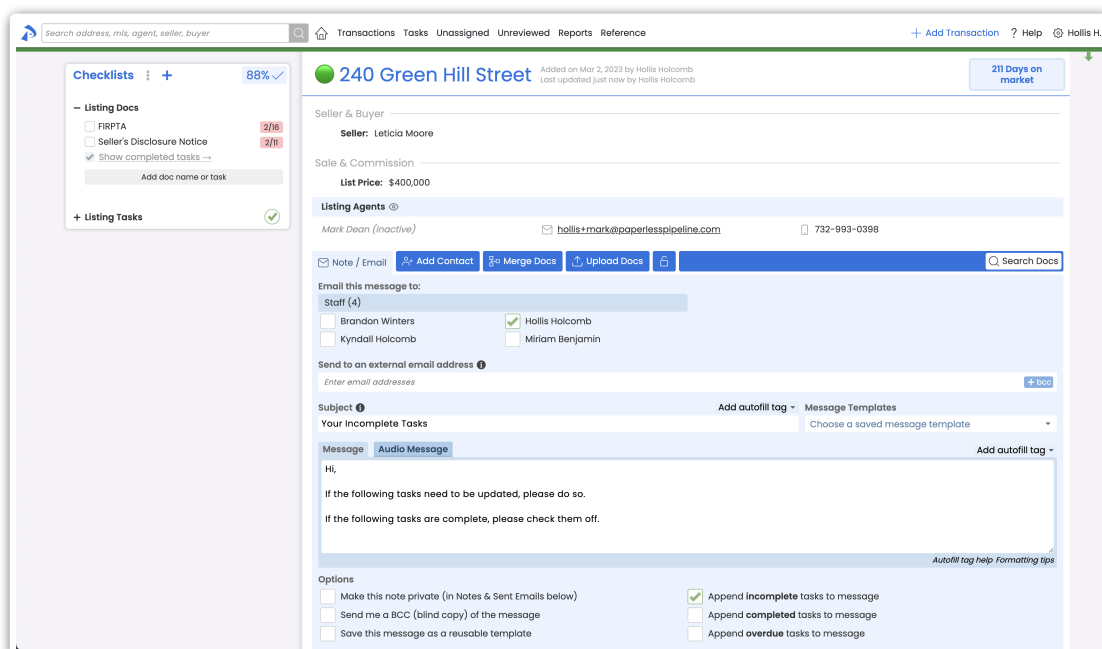 Search address, mls, agent, seller, buyer
Transactions Tasks Unassigned Unreviewed Reports Reference
+ Add Transaction ? Help Hollis H.
Checklists 88%
− Listing Docs
FIRPTA 2/16
Seller's Disclosure Notice 2/11
Show completed tasks →
Add doc name or task
+ Listing Tasks
240 Green Hill Street
Added on Mar 2, 2023 by Hollis Holcomb
Last updated just now by Hollis Holcomb
211 Days on
market
Seller & Buyer
Seller: Leticia Moore
Sale & Commission
List Price: $400,000
Listing Agents
Mark Dean (inactive) hollis+mark@paperlesspipeline.com 732-993-0398
Note / Email Add Contact Merge Docs Upload Docs Search Docs
Email this message to:
Staff (4)
Brandon Winters Hollis Holcomb
Kyndall Holcomb Miriam Benjamin
Send to an external email address
Enter email addresses + bcc
Subject Add autofill tag Message Templates
Your Incomplete Tasks Choose a saved message template
Message Audio Message Add autofill tag
Hi,
If the following tasks need to be updated, please do so.
If the following tasks are complete, please check them off.
Autofill tag help Formatting tips
Options
Make this note private (in Notes & Sent Emails below) Append incomplete tasks to message
Send me a BCC (blind copy) of the message Append completed tasks to message
Save this message as a reusable template Append overdue tasks to message